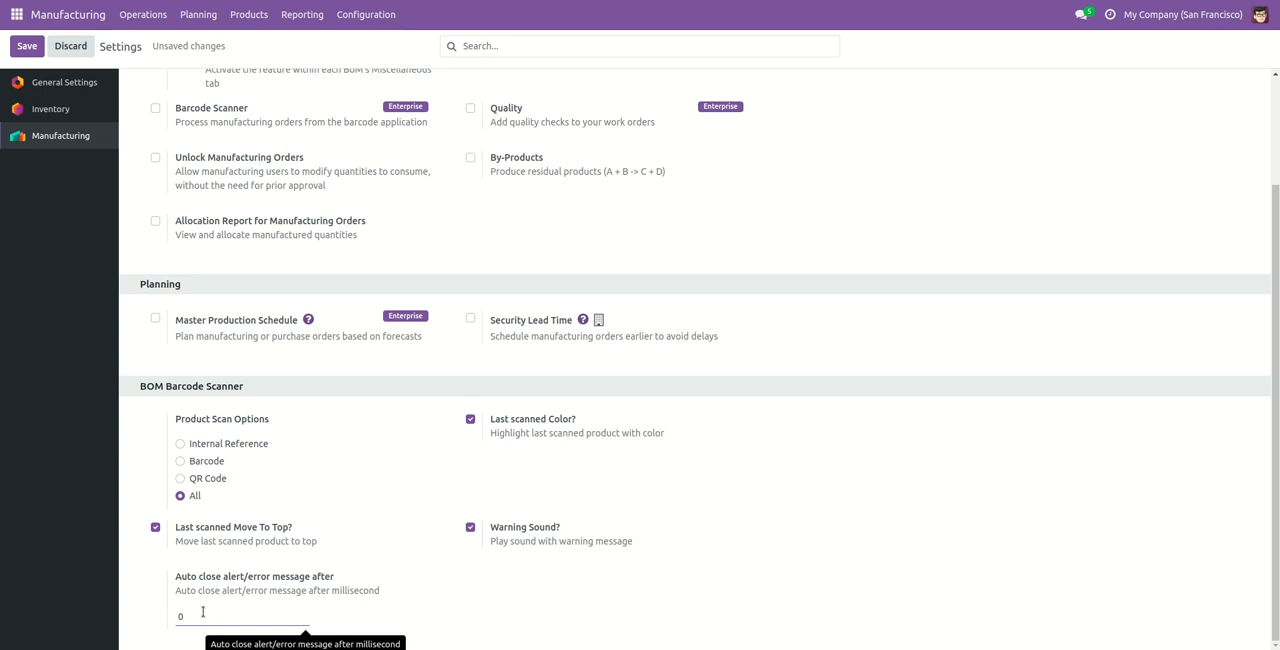 Manufacturing Operations Planning Products Reporting Configuration 5 My Company (San Francisco)
Save Discard Settings Unsaved changes Search...
General Settings
Inventory
Manufacturing
Activate the feature within each BoM's Miscellaneous
tab
Barcode Scanner Enterprise
Process manufacturing orders from the barcode application
Quality Enterprise
Add quality checks to your work orders
Unlock Manufacturing Orders
Allow manufacturing users to modify quantities to consume,
without the need for prior approval
By-Products
Produce residual products (A + B -> C + D)
Allocation Report for Manufacturing Orders
View and allocate manufactured quantities
Planning
Master Production Schedule ? Enterprise
Plan manufacturing or purchase orders based on forecasts
Security Lead Time ?
Schedule manufacturing orders earlier to avoid delays
BOM Barcode Scanner
Product Scan Options
Internal Reference
Barcode
QR Code
All
Last scanned Color?
Highlight last scanned product with color
Last scanned Move To Top?
Move last scanned product to top
Warning Sound?
Play sound with warning message
Auto close alert/error message after
Auto close alert/error message after millisecond
0
Auto close alert/error message after millisecond